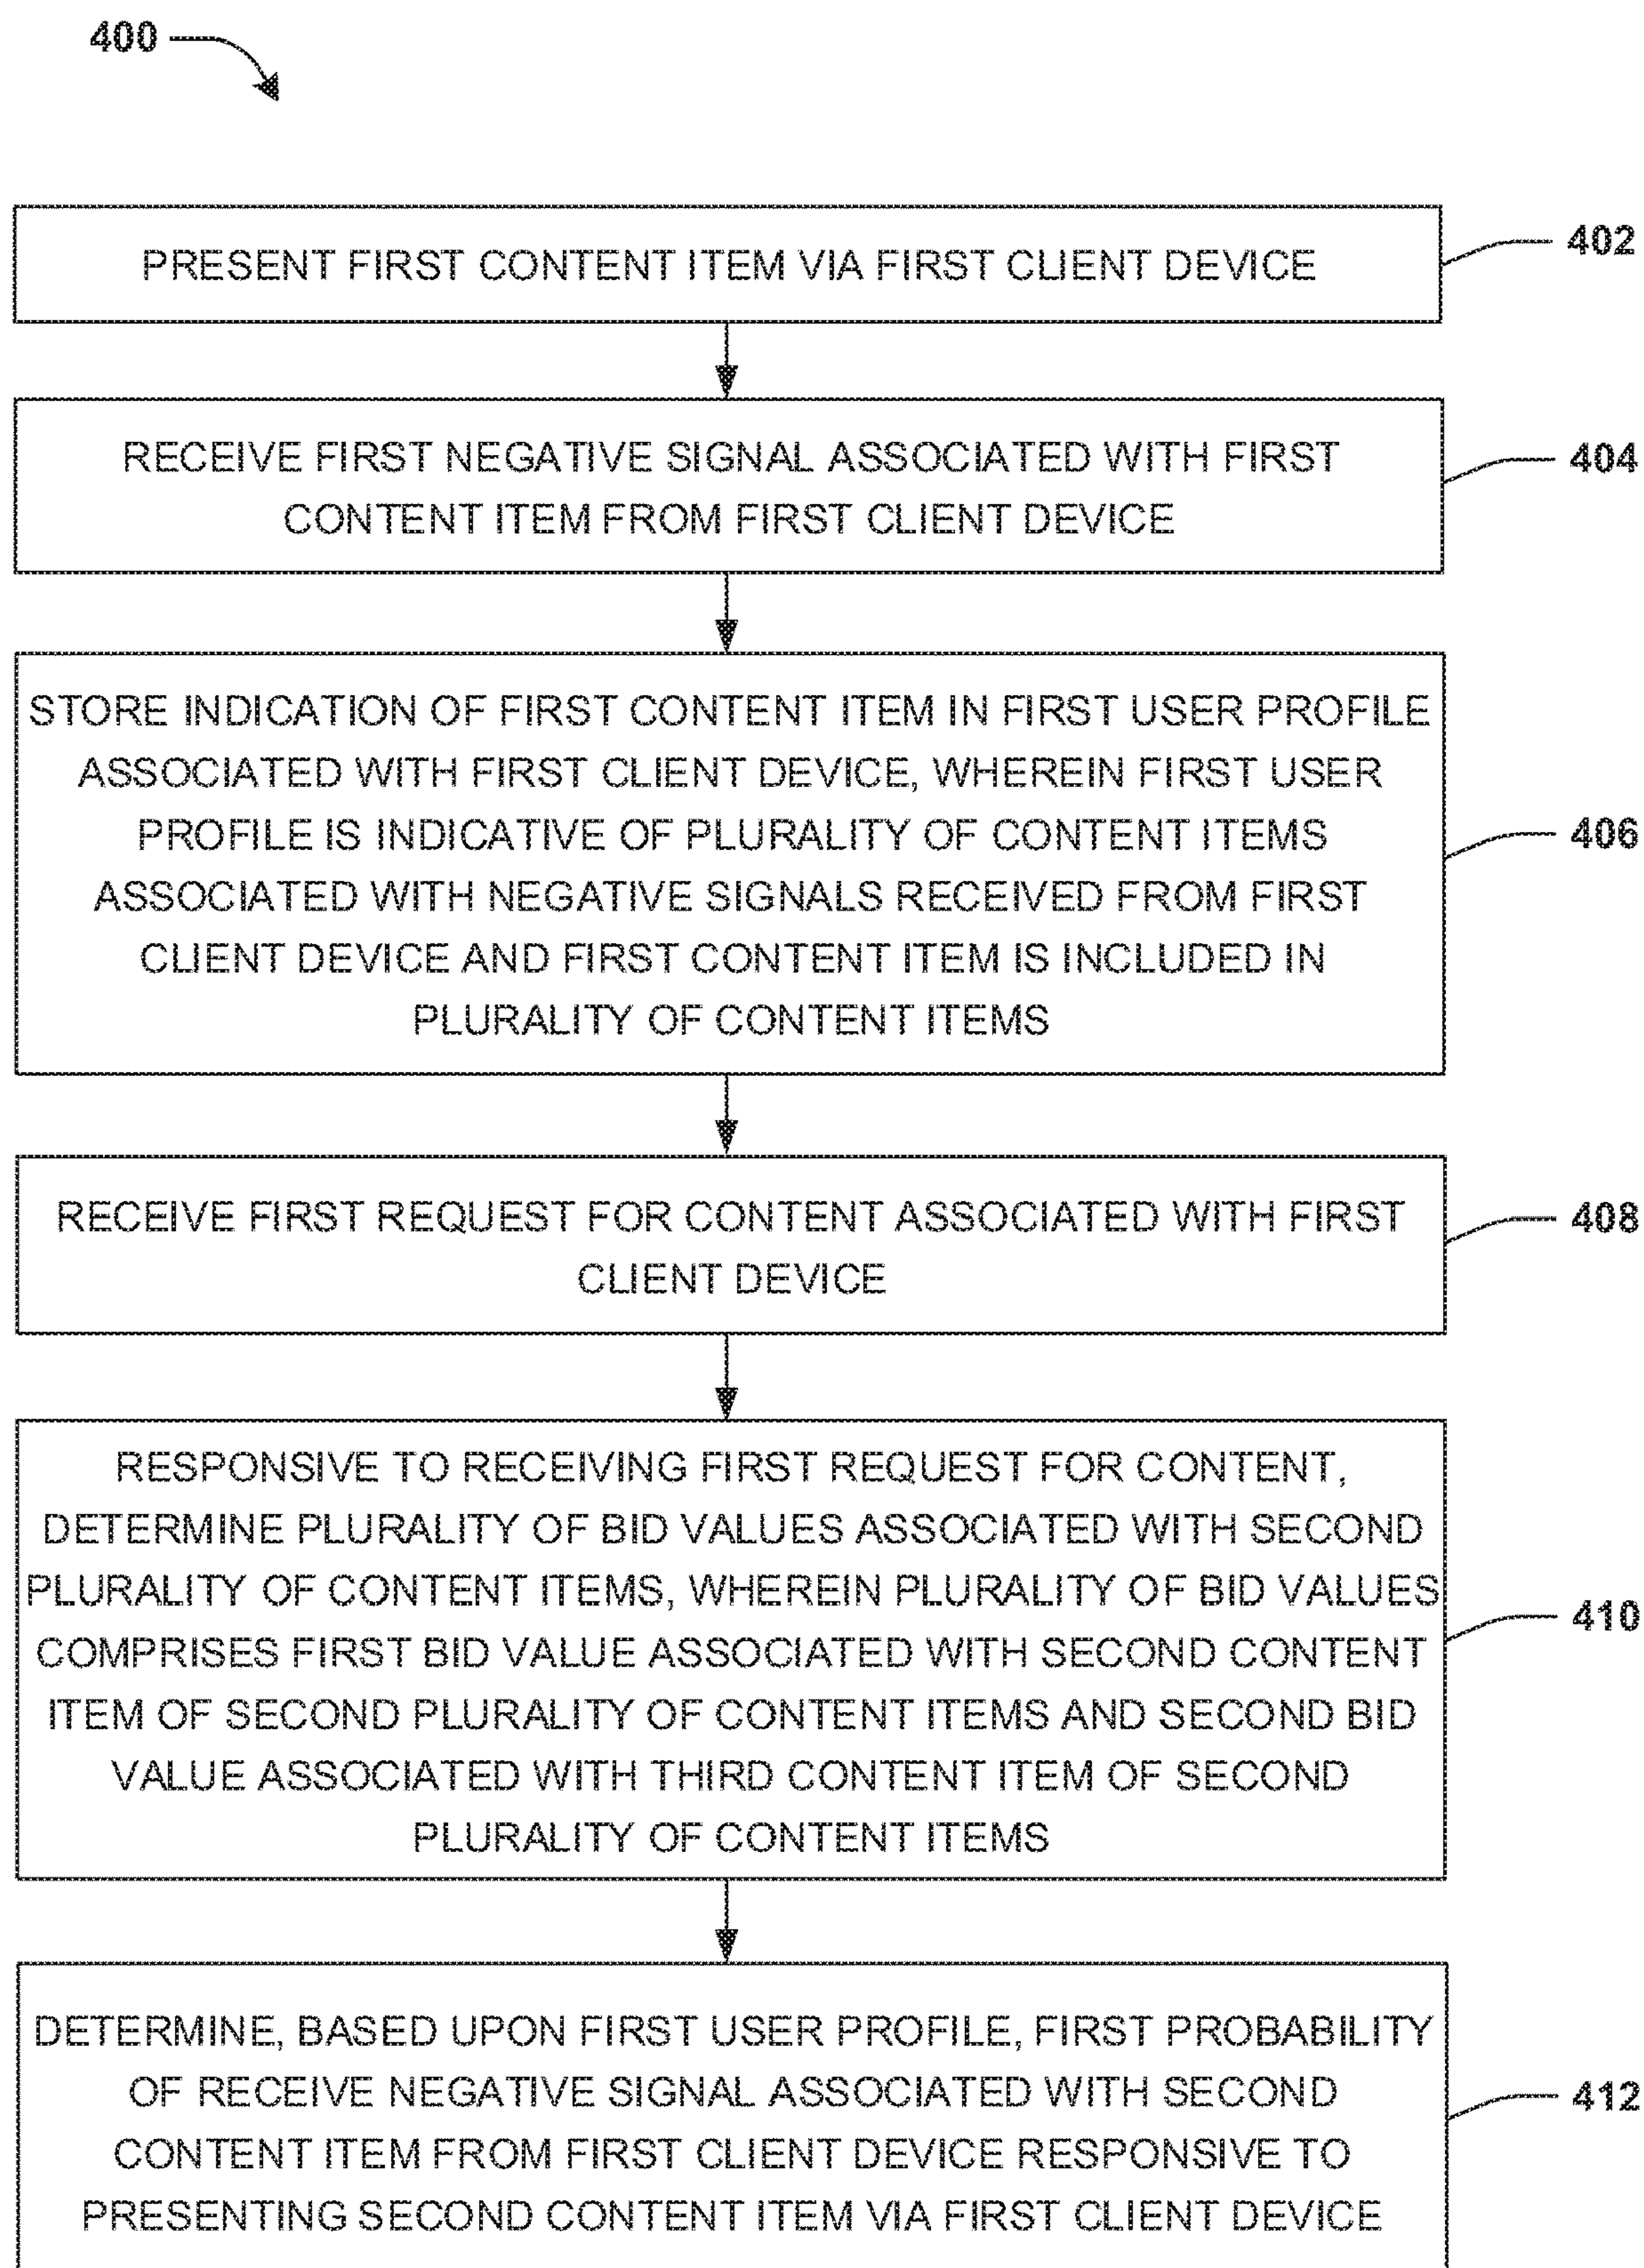 400
PRESENT FIRST CONTENT ITEM VIA FIRST CLIENT DEVICE
402
RECEIVE FIRST NEGATIVE SIGNAL ASSOCIATED WITH FIRST
CONTENT ITEM FROM FIRST CLIENT DEVICE
404
STORE INDICATION OF FIRST CONTENT ITEM IN FIRST USER PROFILE
ASSOCIATED WITH FIRST CLIENT DEVICE, WHEREIN FIRST USER
PROFILE IS INDICATIVE OF PLURALITY OF CONTENT ITEMS
ASSOCIATED WITH NEGATIVE SIGNALS RECEIVED FROM FIRST
CLIENT DEVICE AND FIRST CONTENT ITEM IS INCLUDED IN
PLURALITY OF CONTENT ITEMS
406
RECEIVE FIRST REQUEST FOR CONTENT ASSOCIATED WITH FIRST
CLIENT DEVICE
408
RESPONSIVE TO RECEIVING FIRST REQUEST FOR CONTENT,
DETERMINE PLURALITY OF BID VALUES ASSOCIATED WITH SECOND
PLURALITY OF CONTENT ITEMS, WHEREIN PLURALITY OF BID VALUES
COMPRISES FIRST BID VALUE ASSOCIATED WITH SECOND CONTENT
ITEM OF SECOND PLURALITY OF CONTENT ITEMS AND SECOND BID
VALUE ASSOCIATED WITH THIRD CONTENT ITEM OF SECOND
PLURALITY OF CONTENT ITEMS
410
DETERMINE, BASED UPON FIRST USER PROFILE, FIRST PROBABILITY
OF RECEIVE NEGATIVE SIGNAL ASSOCIATED WITH SECOND
CONTENT ITEM FROM FIRST CLIENT DEVICE RESPONSIVE TO
PRESENTING SECOND CONTENT ITEM VIA FIRST CLIENT DEVICE
412